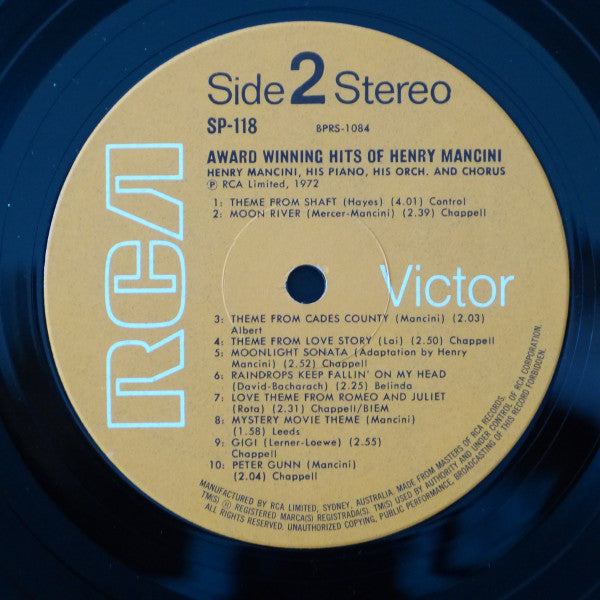 Side 2 Stereo
SP-118 BPRS-1084
AWARD WINNING HITS OF HENRY MANCINI
HENRY MANCINI, HIS PIANO, HIS ORCH. AND CHORUS
Ⓟ RCA Limited, 1972
1: THEME FROM SHAFT (Hayes) (4.01) Control
2: MOON RIVER (Mercer-Mancini) (2.39) Chappell
RCA
Victor
3: THEME FROM CADES COUNTY (Mancini) (2.03)
Albert
4: THEME FROM LOVE STORY (Lai) (2.50) Chappell
5: MOONLIGHT SONATA (Adaptation by Henry
Mancini) (2.52) Chappell
6: RAINDROPS KEEP FALLIN' ON MY HEAD
(David-Bacharach) (2.25) Belinda
7: LOVE THEME FROM ROMEO AND JULIET
(Rota) (2.31) Chappell/BIEM
8: MYSTERY MOVIE THEME (Mancini)
(1.58) Leeds
9: GIGI (Lerner-Loewe) (2.55)
Chappell
10: PETER GUNN (Mancini)
(2.04) Chappell
MANUFACTURED BY RCA LIMITED, SYDNEY, AUSTRALIA. MADE FROM MASTERS OF RCA RECORDS.
TM(S) ® REGISTERED MARCA(S) REGISTRADA(S). TM(S) USED BY AUTHORITY AND UNDER CONTROL OF RCA CORPORATION.
ALL RIGHTS RESERVED. UNAUTHORIZED COPYING, PUBLIC PERFORMANCE, BROADCASTING OF THIS RECORD FORBIDDEN.